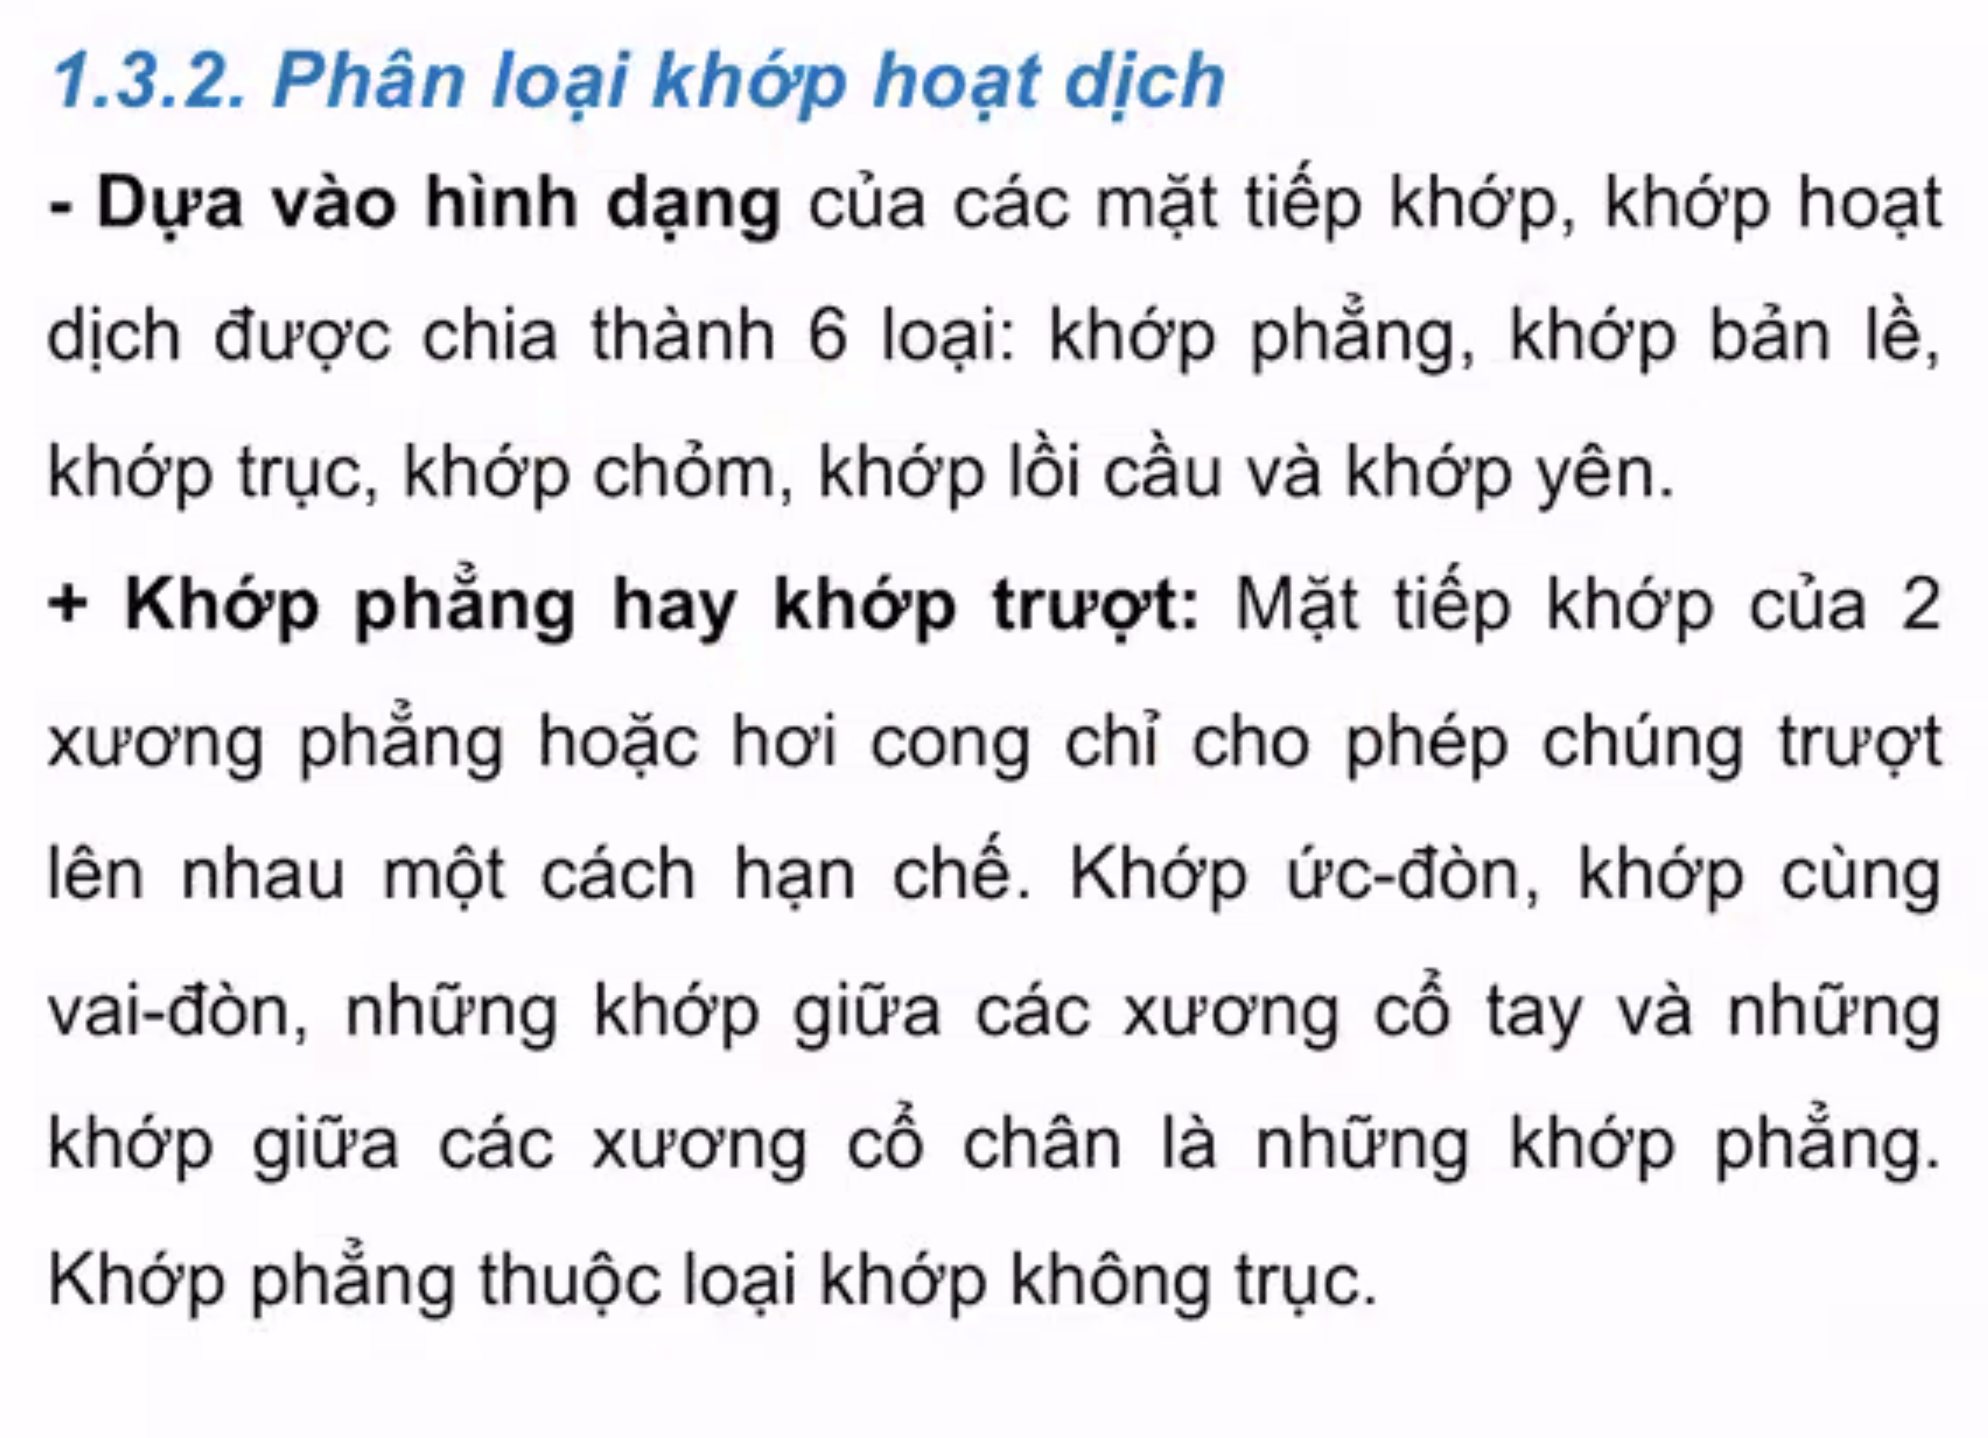 1.3.2. Phân loại khớp hoạt dịch
- Dựa vào hình dạng của các mặt tiếp khớp, khớp hoạt
dịch được chia thành 6 loại: khớp phẳng, khớp bản lề,
khớp trục, khớp chỏm, khớp lồi cầu và khớp yên.
+ Khớp phẳng hay khớp trượt: Mặt tiếp khớp của 2
xương phẳng hoặc hơi cong chỉ cho phép chúng trượt
lên nhau một cách hạn chế. Khớp ức-đòn, khớp cùng
vai-đòn, những khớp giữa các xương cổ tay và những
khớp giữa các xương cổ chân là những khớp phẳng.
Khớp phẳng thuộc loại khớp không trục.